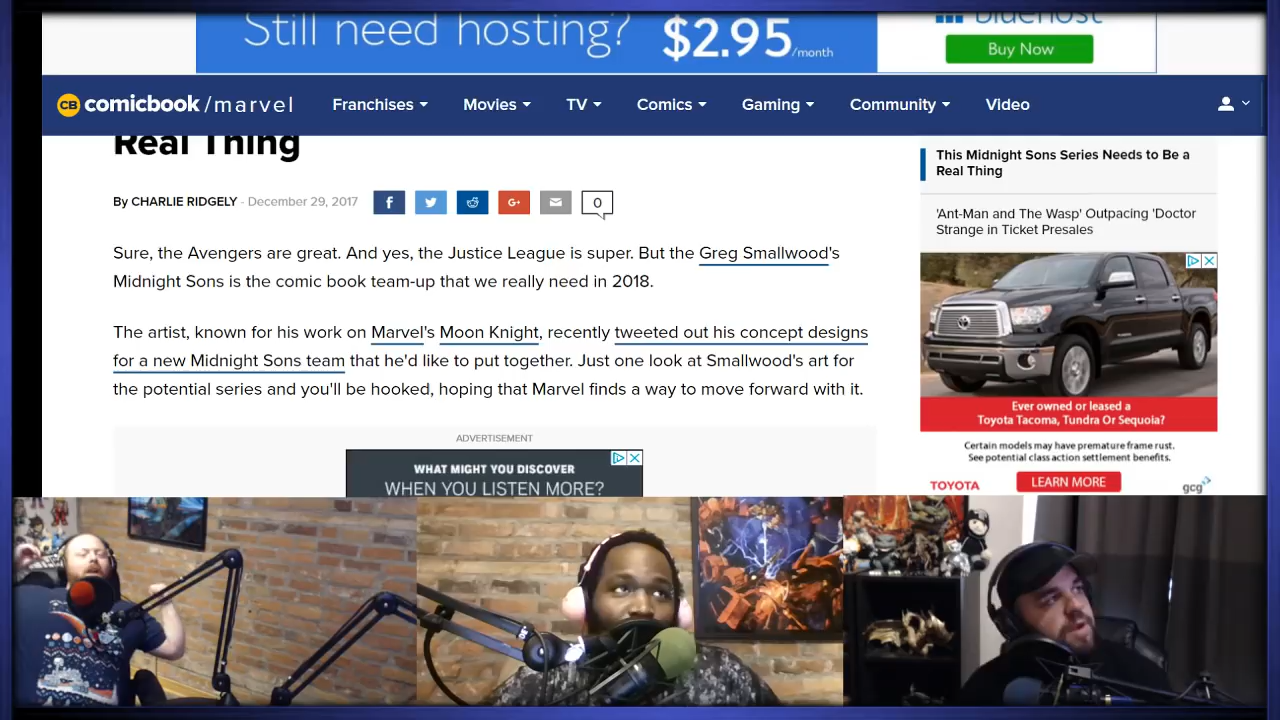 Still need hosting?
$2.95/month
bluehost
Buy Now
CB comicbook/marvel
Franchises
Movies
TV
Comics
Gaming
Community
Video
Real Thing
By CHARLIE RIDGELY - December 29, 2017
f
G+
0
Sure, the Avengers are great. And yes, the Justice League is super. But the Greg Smallwood's
Midnight Sons is the comic book team-up that we really need in 2018.
The artist, known for his work on Marvel's Moon Knight, recently tweeted out his concept designs
for a new Midnight Sons team that he'd like to put together. Just one look at Smallwood's art for
the potential series and you'll be hooked, hoping that Marvel finds a way to move forward with it.
ADVERTISEMENT
WHAT MIGHT YOU DISCOVER
WHEN YOU LISTEN MORE?
This Midnight Sons Series Needs to Be a
Real Thing
'Ant-Man and The Wasp' Outpacing 'Doctor
Strange in Ticket Presales
Ever owned or leased a
Toyota Tacoma, Tundra Or Sequoia?
Certain models may have premature frame rust.
See potential class action settlement benefits.
TOYOTA
LEARN MORE
gcg